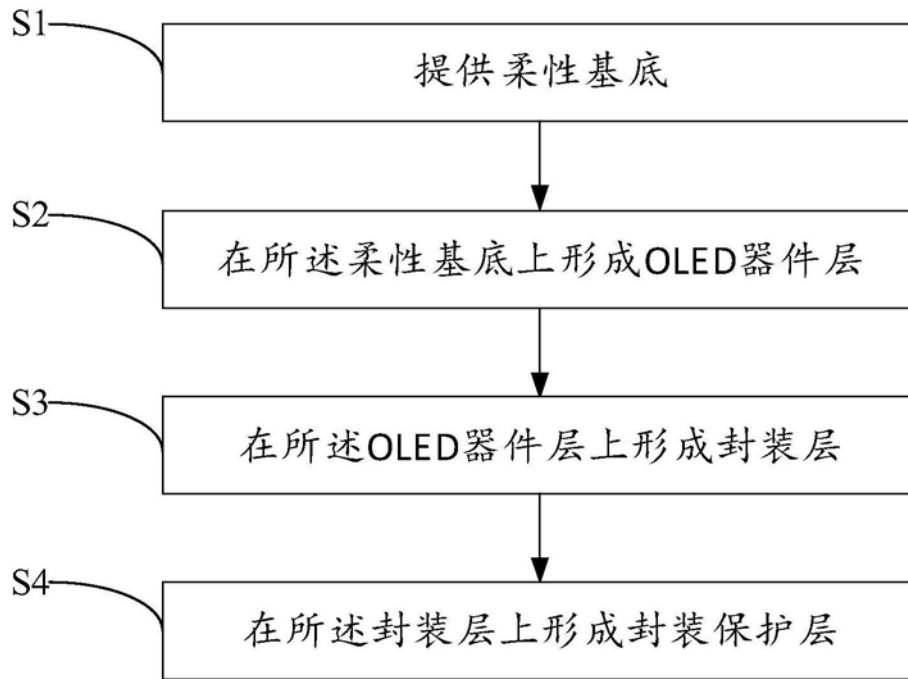 S1
提供柔性基底
S2
在所述柔性基底上形成OLED器件层
S3
在所述OLED器件层上形成封装层
S4
在所述封装层上形成封装保护层